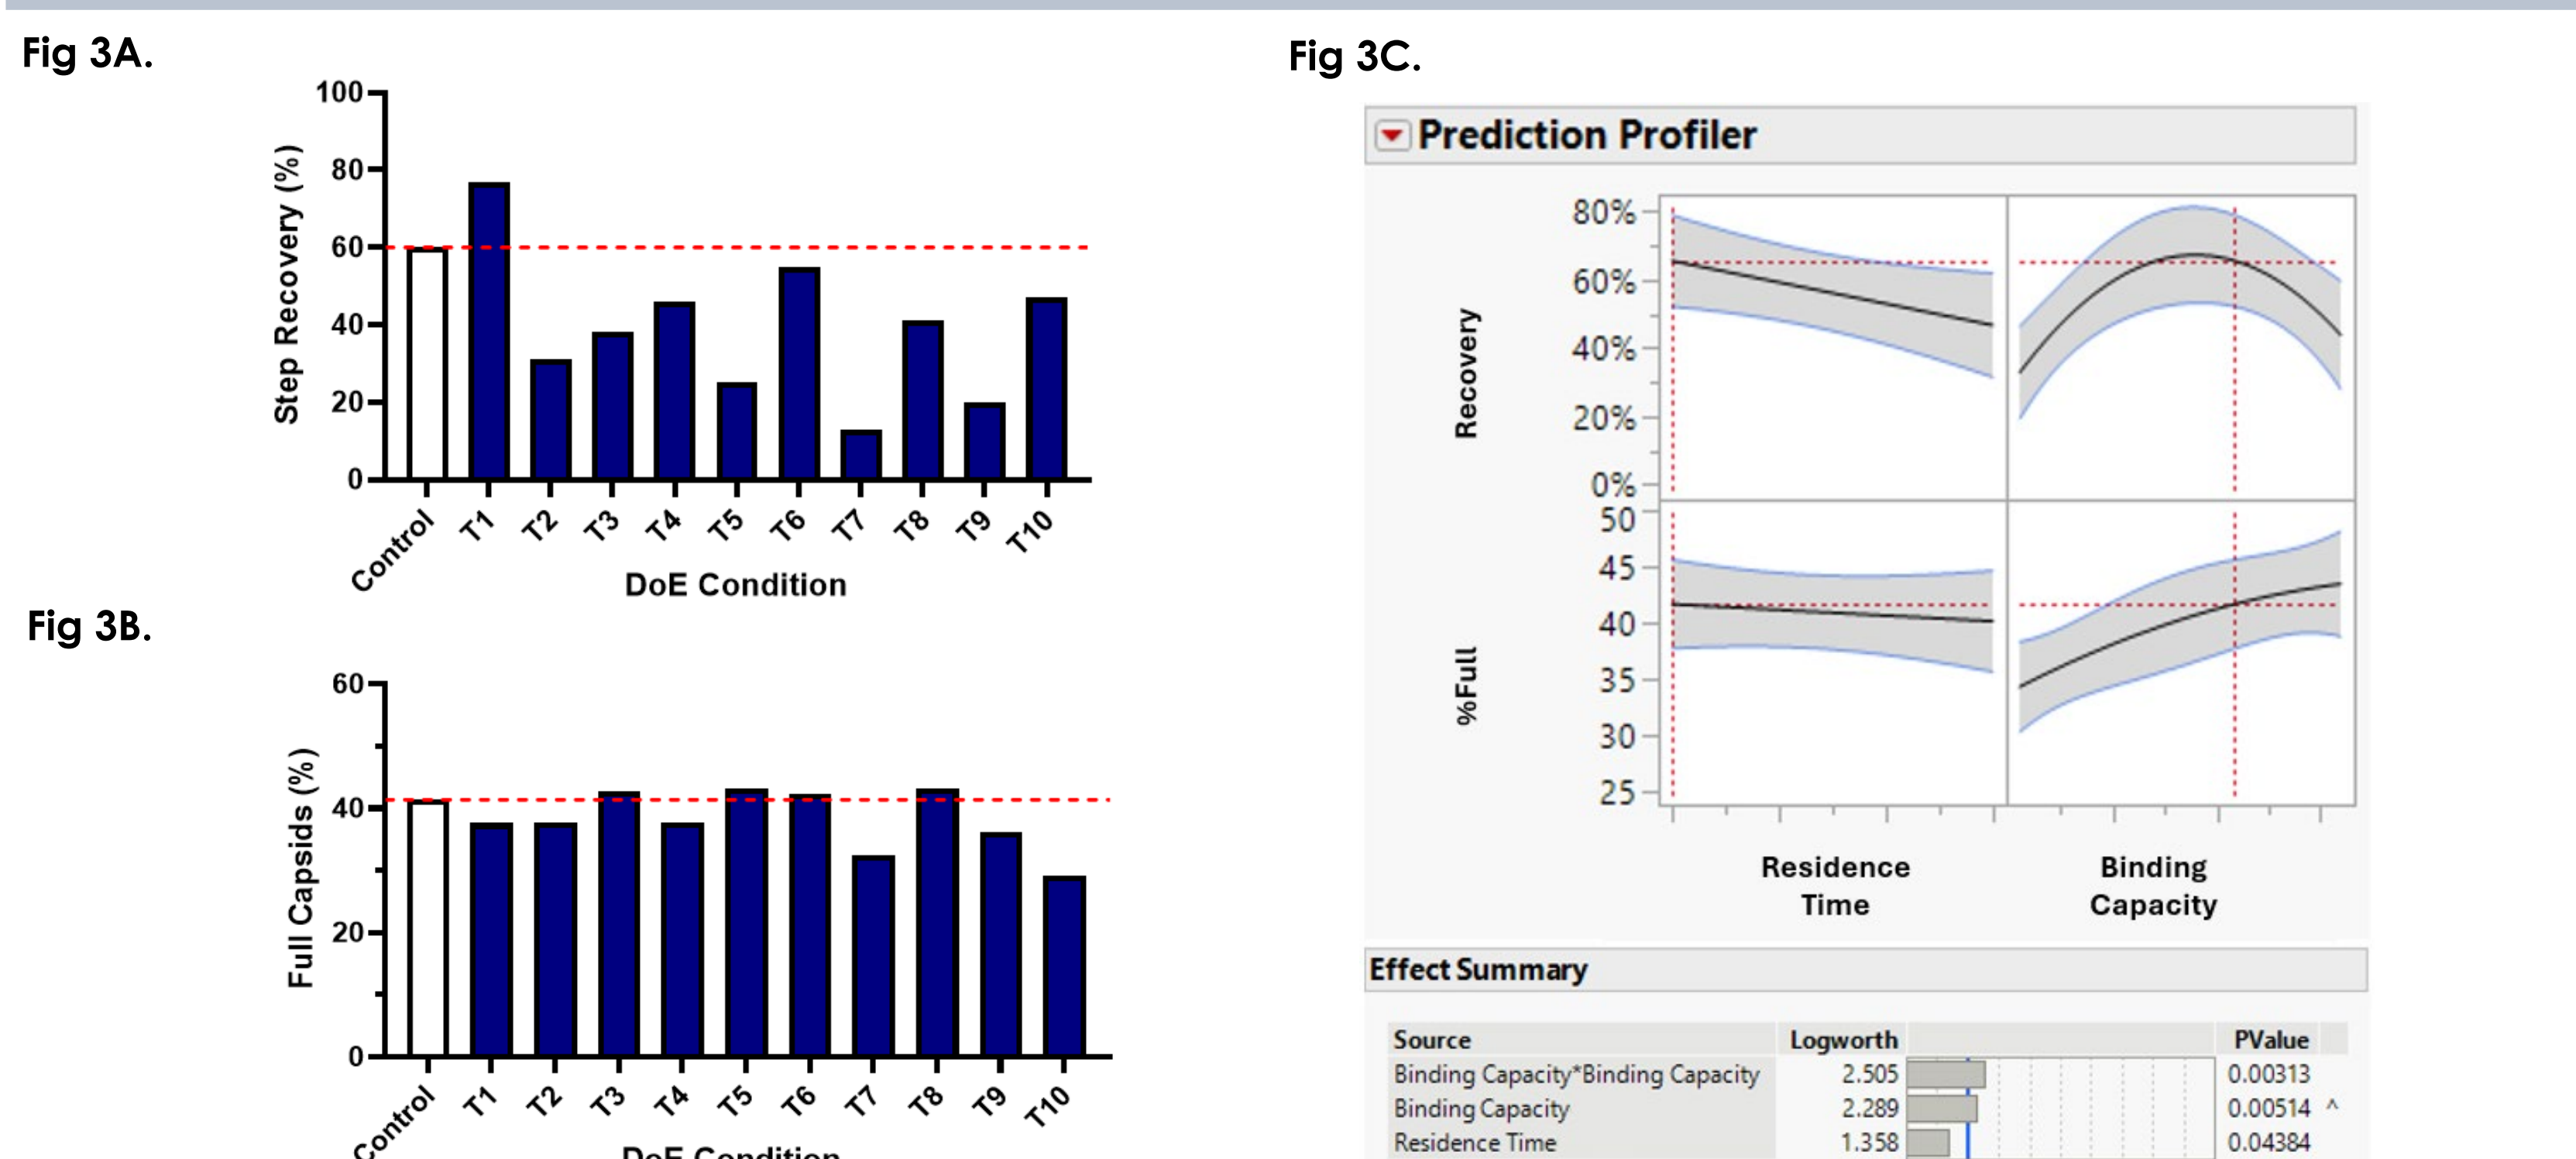 Fig 3A.
100
80
60
40
20
0
Step Recovery (%)
Control T1 T2 T3 T4 T5 T6 T7 T8 T9 T10
DoE Condition
Fig 3B.
60
40
20
0
Full Capsids (%)
Control T1 T2 T3 T4 T5 T6 T7 T8 T9 T10
DoE Condition
Fig 3C.
Prediction Profiler
80%
60%
40%
20%
0%
Recovery
50
45
40
35
30
25
%Full
Residence
Time
Binding
Capacity
Effect Summary
Source Logworth PValue
Binding Capacity*Binding Capacity 2.505 0.00313
Binding Capacity 2.289 0.00514 ^
Residence Time 1.358 0.04384